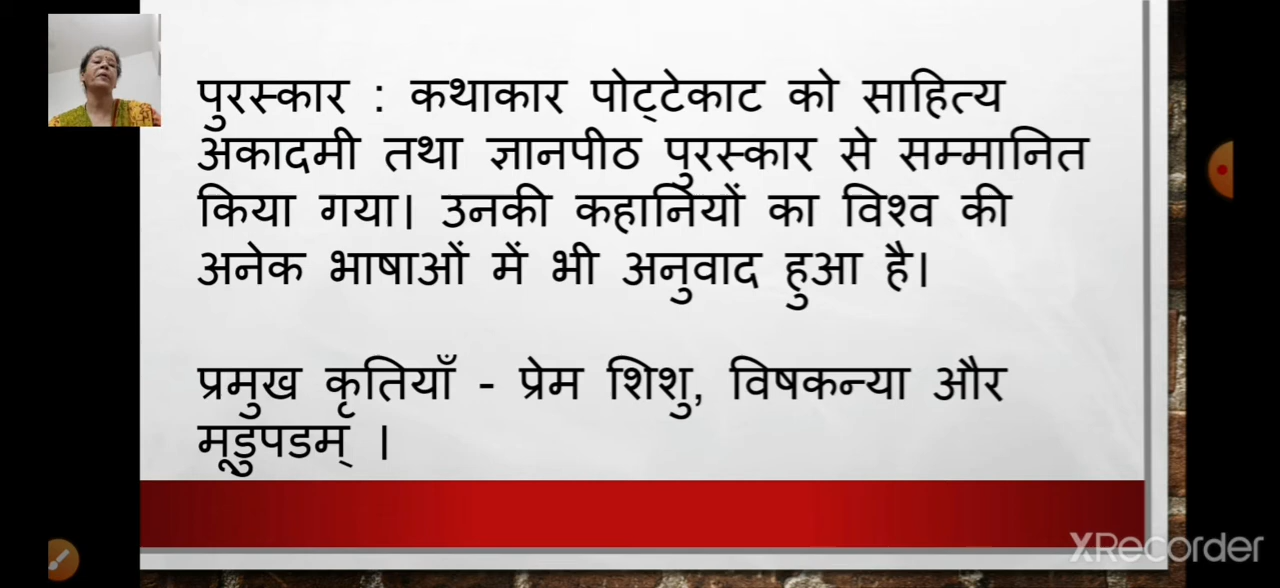 पुरस्कार : कथाकार पोट्टेकाट को साहित्य
अकादमी तथा ज्ञानपीठ पुरस्कार से सम्मानित
किया गया। उनकी कहानियों का विश्व की
अनेक भाषाओं में भी अनुवाद हुआ है।
प्रमुख कृतियाँ - प्रेम शिशु, विषकन्या और
मूडुपडम् ।
XRecorder